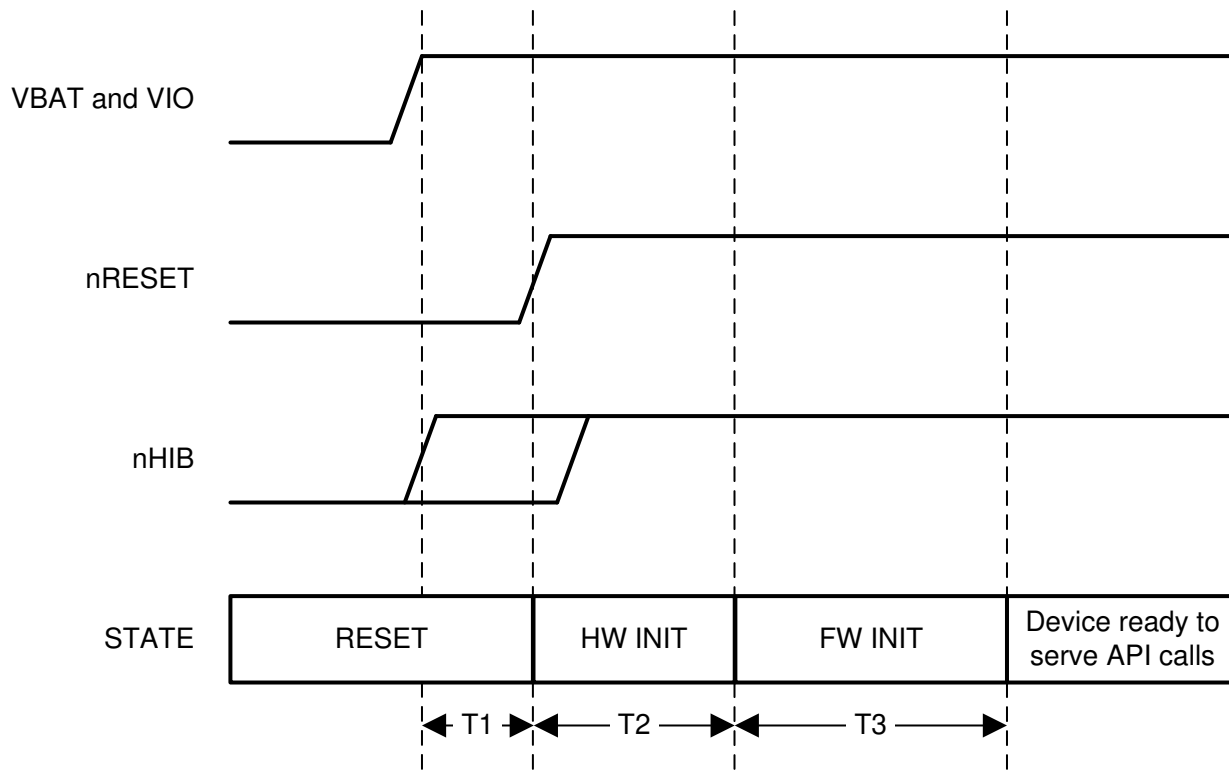 VBAT and VIO
nRESET
nHIB
STATE
RESET
HW INIT
FW INIT
Device ready to
serve API calls
T1
T2
T3